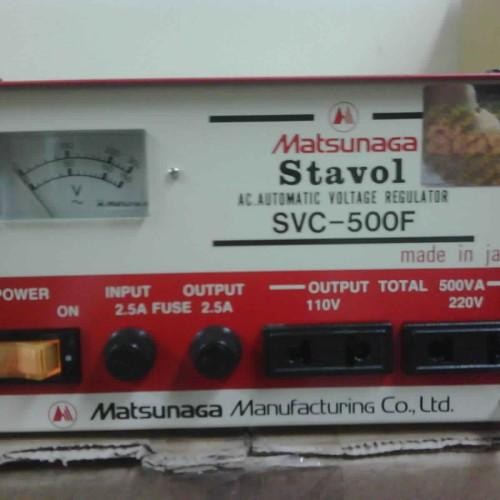 V
Matsunaga
Stavol
AC.AUTOMATIC VOLTAGE REGULATOR
SVC-500F
made in ja
POWER
ON
INPUT OUTPUT
2.5A FUSE 2.5A
OUTPUT TOTAL 500VA
110V 220V
Matsunaga Manufacturing Co., Ltd.